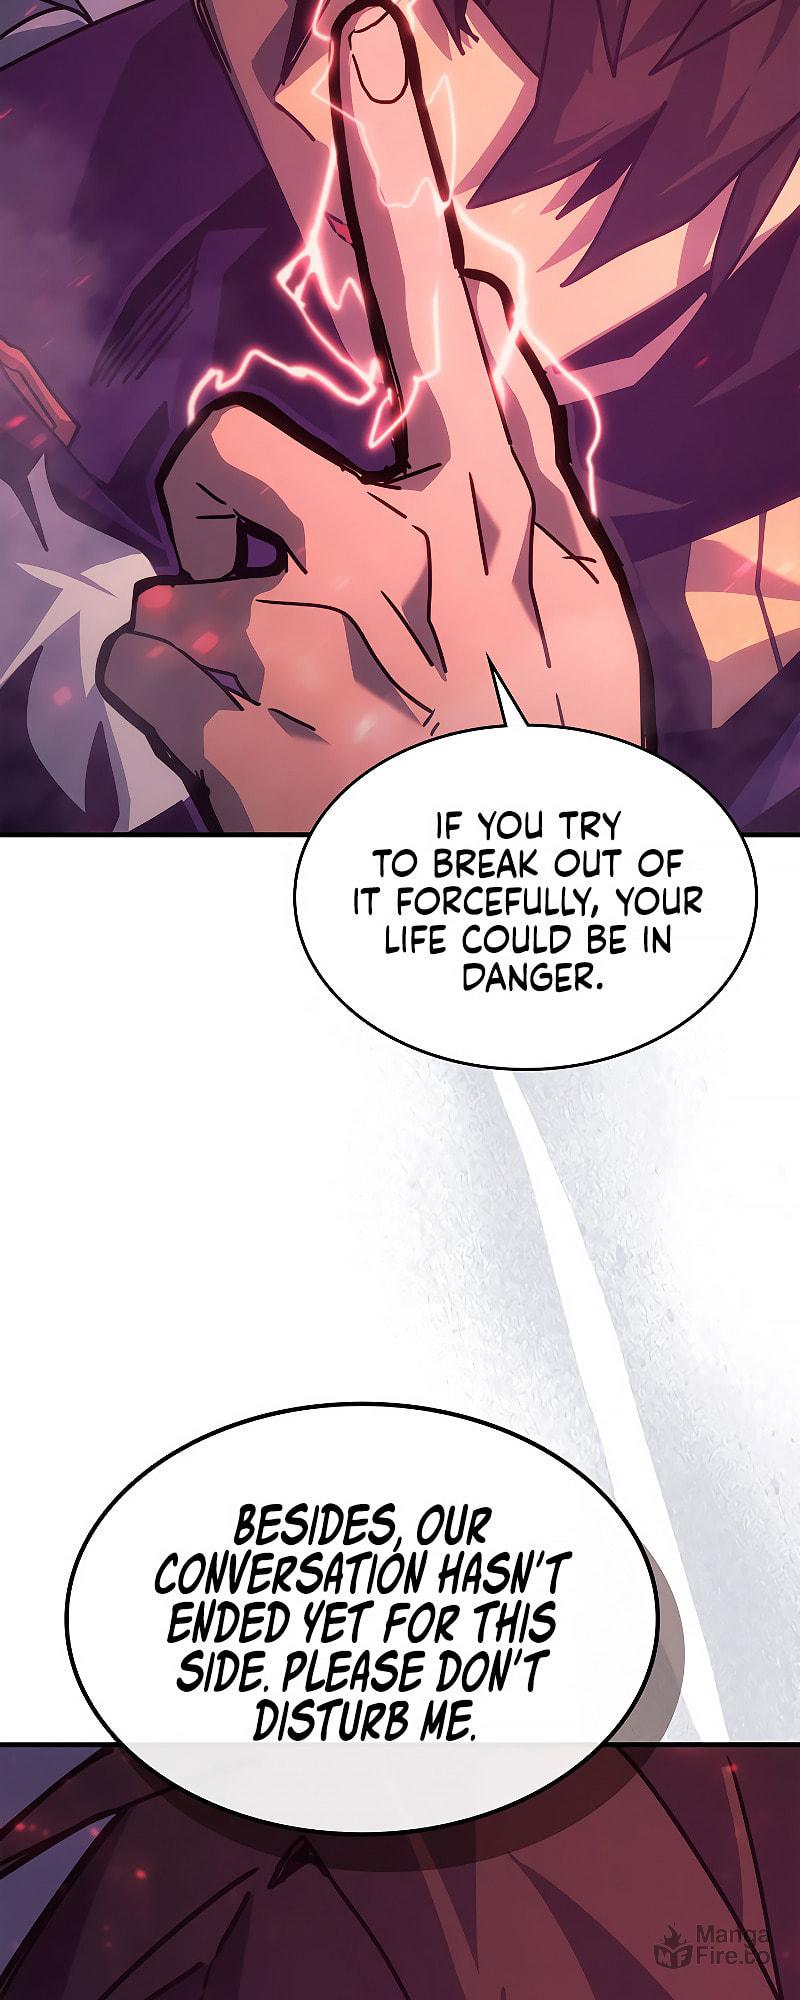 IF YOU TRY
TO BREAK OUT OF
IT FORCEFULLY, YOUR
LIFE COULD BE IN
DANGER.
BESIDES, OUR
CONVERSATION HASN'T
ENDED YET FOR THIS
SIDE. PLEASE DON'T
DISTURB ME.
MF
Manga
Fire.to